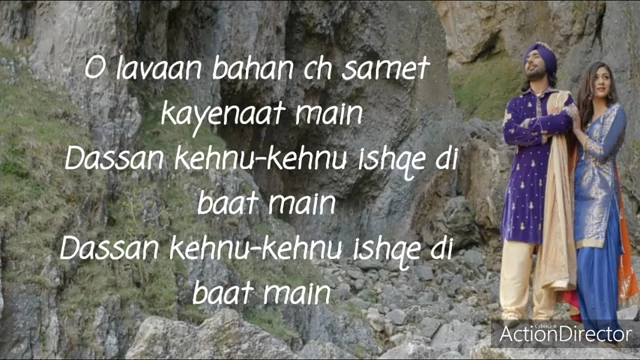 O lavaan bahan ch samet
kayenaat main
Dassan kehnu-kehnu ishqe di
baat main
Dassan kehnu-kehnu ishqe di
baat main
ActionDirector